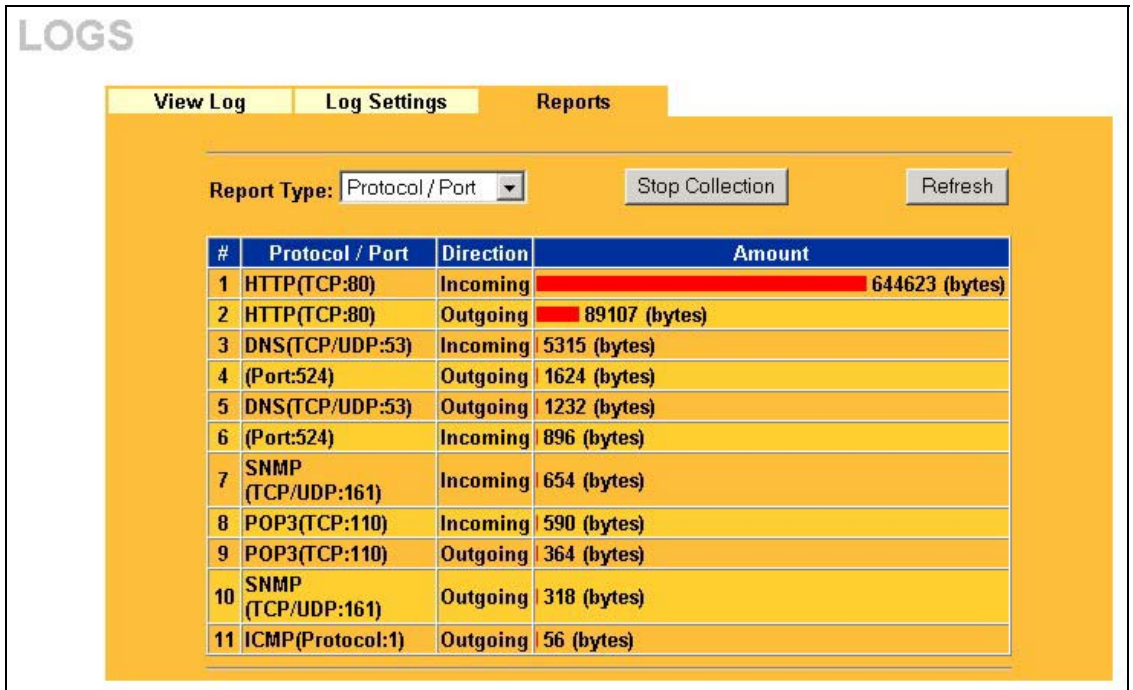 LOGS
View Log Log Settings Reports
Report Type: Protocol / Port Stop Collection Refresh
# Protocol / Port Direction Amount
1 HTTP(TCP:80) Incoming 644623 (bytes)
2 HTTP(TCP:80) Outgoing 89107 (bytes)
3 DNS(TCP/UDP:53) Incoming 5315 (bytes)
4 (Port:524) Outgoing 1624 (bytes)
5 DNS(TCP/UDP:53) Outgoing 1232 (bytes)
6 (Port:524) Incoming 896 (bytes)
7 SNMP
(TCP/UDP:161) Incoming 654 (bytes)
8 POP3(TCP:110) Incoming 590 (bytes)
9 POP3(TCP:110) Outgoing 364 (bytes)
10 SNMP
(TCP/UDP:161) Outgoing 318 (bytes)
11 ICMP(Protocol:1) Outgoing 56 (bytes)